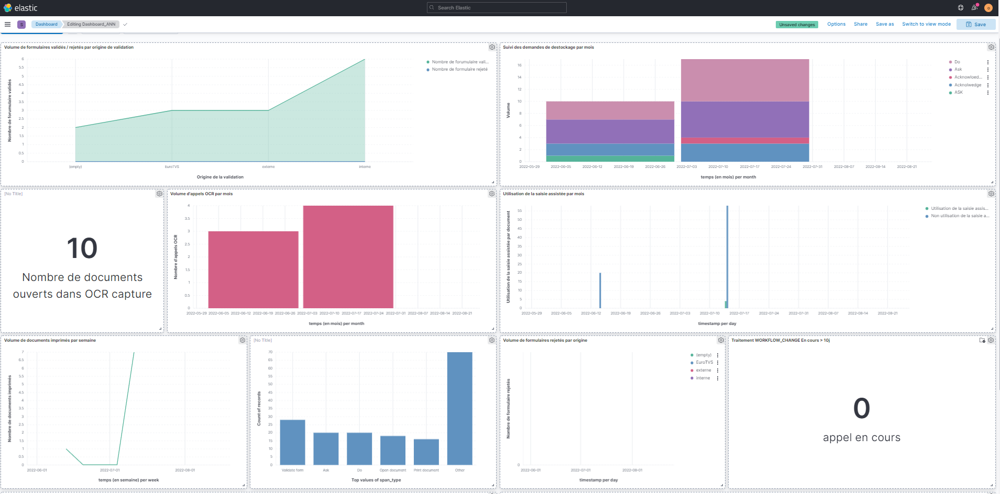 elastic
Search Elastic
o
S
Dashboard
Editing Dashboard_ANN
Unsaved changes
Options
Share
Save as
Switch to view mode
Save
Volume de formulaires validés / rejetés par origine de validation
Nombre de forumulaire validés
6
5.5
5
4.5
4
3.5
3
2.5
2
1.5
1
0.5
0
(empty)
EuroTVS
externe
interne
Origine de la validation
Nombre de forumulaire vali...
Nombre de formulaire rejeté
Suivi des demandes de destockage par mois
Volume
16
14
12
10
8
6
4
2
0
2022-05-29
2022-06-05
2022-06-12
2022-06-19
2022-06-26
2022-07-03
2022-07-10
2022-07-17
2022-07-24
2022-07-31
2022-08-07
2022-08-14
2022-08-21
temps (en mois) per month
Do
Ask
Acknowloed...
Acknolwedge
ASK
[No Title]
10
Nombre de documents
ouverts dans OCR capture
Volume d'appels OCR par mois
Nombre d'appels OCR
4
3.5
3
2.5
2
1.5
1
0.5
0
2022-05-29
2022-06-05
2022-06-12
2022-06-19
2022-06-26
2022-07-03
2022-07-10
2022-07-17
2022-07-24
2022-07-31
2022-08-07
2022-08-14
2022-08-21
temps (en mois) per month
Utilisation de la saisie assistée par mois
Utilisation de la saisie assistée par document
55
50
45
40
35
30
25
20
15
10
5
0
2022-05-29
2022-06-05
2022-06-12
2022-06-19
2022-06-26
2022-07-03
2022-07-10
2022-07-17
2022-07-24
2022-07-31
2022-08-07
2022-08-14
2022-08-21
timestamp per day
Utilisation de la saisie assis...
Non utilisation de la saisie a...
Volume de documents imprimés par semaine
Nombre de documents imprimés
7
6.5
6
5.5
5
4.5
4
3.5
3
2.5
2
1.5
1
0.5
0
2022-06-01
2022-07-01
2022-08-01
temps (en semaine) per week
[No Title]
Count of records
70
65
60
55
50
45
40
35
30
25
20
15
10
5
0
Validate form
Ask
Do
Open document
Print document
Other
Top values of span_type
Volume de formulaires rejetés par origine
Nombre de formulaire rejetés
0
2022-06-01
2022-07-01
2022-08-01
timestamp per day
(empty)
EuroTVS
externe
interne
Traitement WORKFLOW_CHANGE En cours > 10j
0
appel en cours